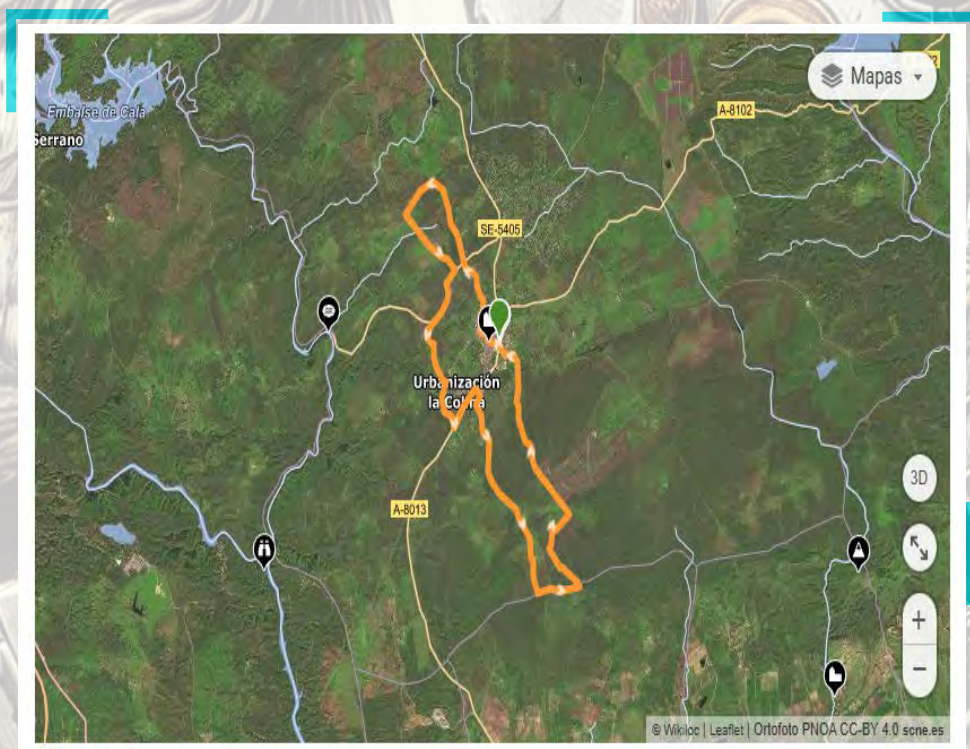 Mapas
Embalse de Cala
Serrano
A-8102
SE-5405
Urbanización
la Colina
3D
A-8013
+
−
© Wikiloc | Leaflet | Ortofoto PNOA CC-BY 4.0 scne.es